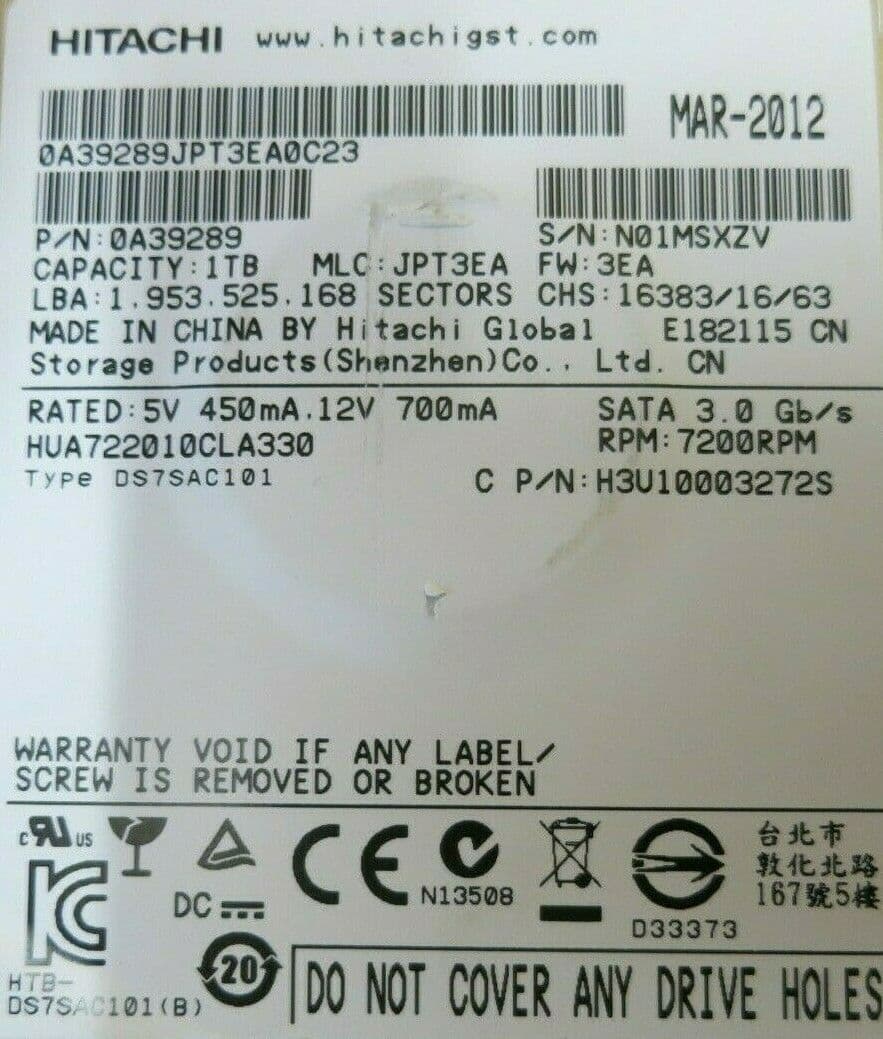 HITACHI www.hitachigst.com
MAR-2012
0A39289JPT3EA0C23
P/N:0A39289 S/N:N01MSXZV
CAPACITY:1TB MLC:JPT3EA FW:3EA
LBA:1.953.525.168 SECTORS CHS:16383/16/63
MADE IN CHINA BY Hitachi Global E182115 CN
Storage Products(Shenzhen)Co., Ltd. CN
RATED:5V 450mA.12V 700mA SATA 3.0 Gb/s
HUA722010CLA330 RPM:7200RPM
Type DS7SAC101 C P/N:H3U10003272S
WARRANTY VOID IF ANY LABEL/
SCREW IS REMOVED OR BROKEN
c RU US
CE
N13508
DC
D33373
台北市
敦化北路
167號5樓
KC
HTB-
DS7SAC101(B)
20
DO NOT COVER ANY DRIVE HOLES